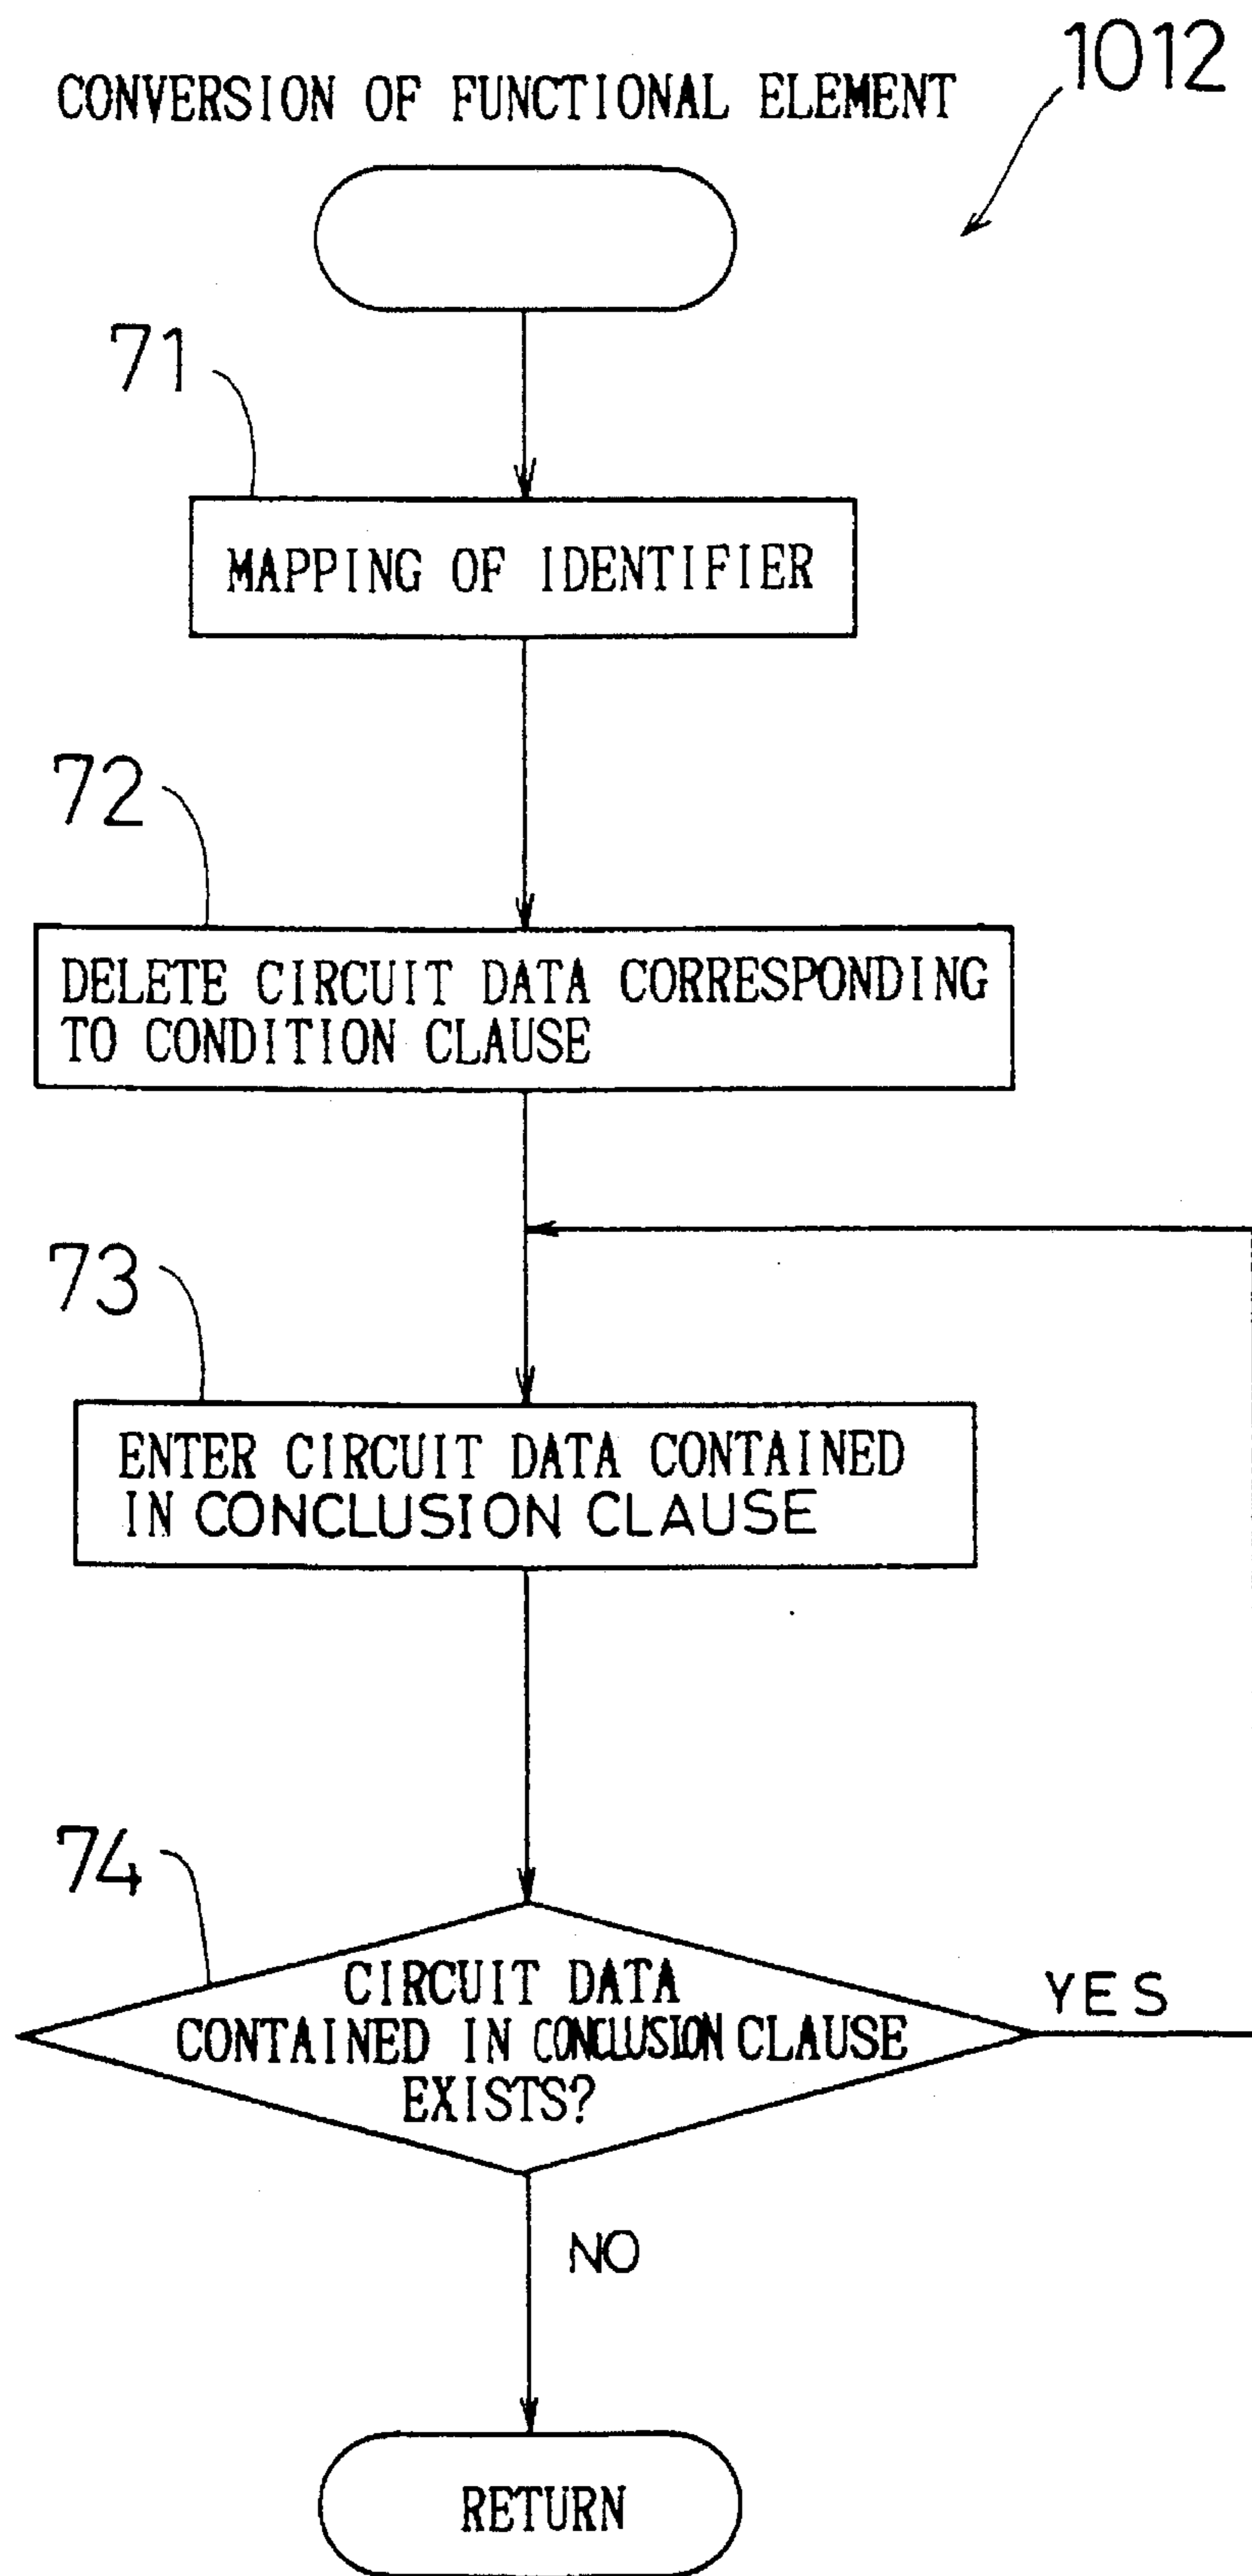 1012
CONVERSION OF FUNCTIONAL ELEMENT
71
MAPPING OF IDENTIFIER
72
DELETE CIRCUIT DATA CORRESPONDING
TO CONDITION CLAUSE
73
ENTER CIRCUIT DATA CONTAINED
IN CONCLUSION CLAUSE
74
CIRCUIT DATA
CONTAINED IN CONCLUSION CLAUSE
EXISTS?
YES
NO
RETURN